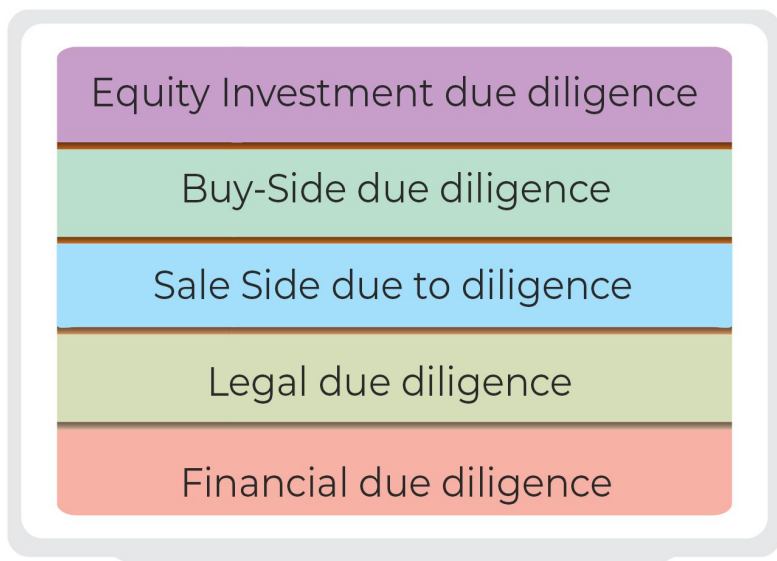 Equity Investment due diligence
Buy-Side due diligence
Sale Side due to diligence
Legal due diligence
Financial due diligence